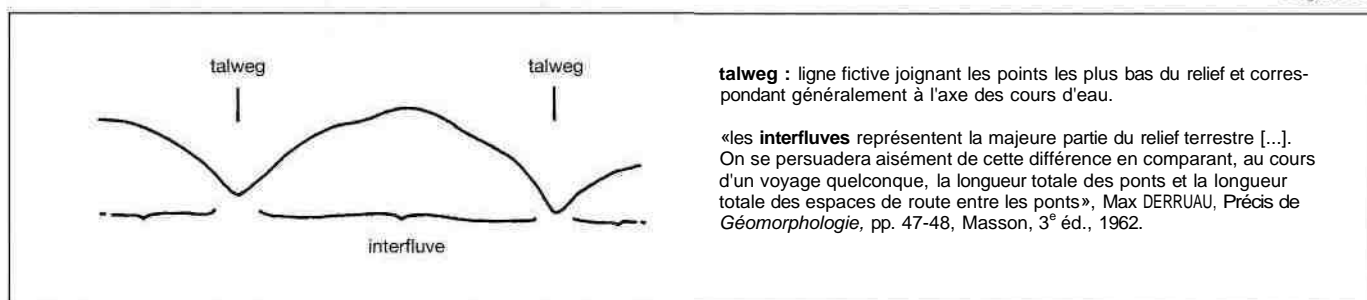 talweg
talweg
interfluve
talweg : ligne fictive joignant les points les plus bas du relief et corres-
pondant généralement à l'axe des cours d'eau.
«les interfluves représentent la majeure partie du relief terrestre [...].
On se persuadera aisément de cette différence en comparant, au cours
d'un voyage quelconque, la longueur totale des ponts et la longueur
totale des espaces de route entre les ponts», Max DERRUAU, Précis de
Géomorphologie, pp. 47-48, Masson, 3e éd., 1962.